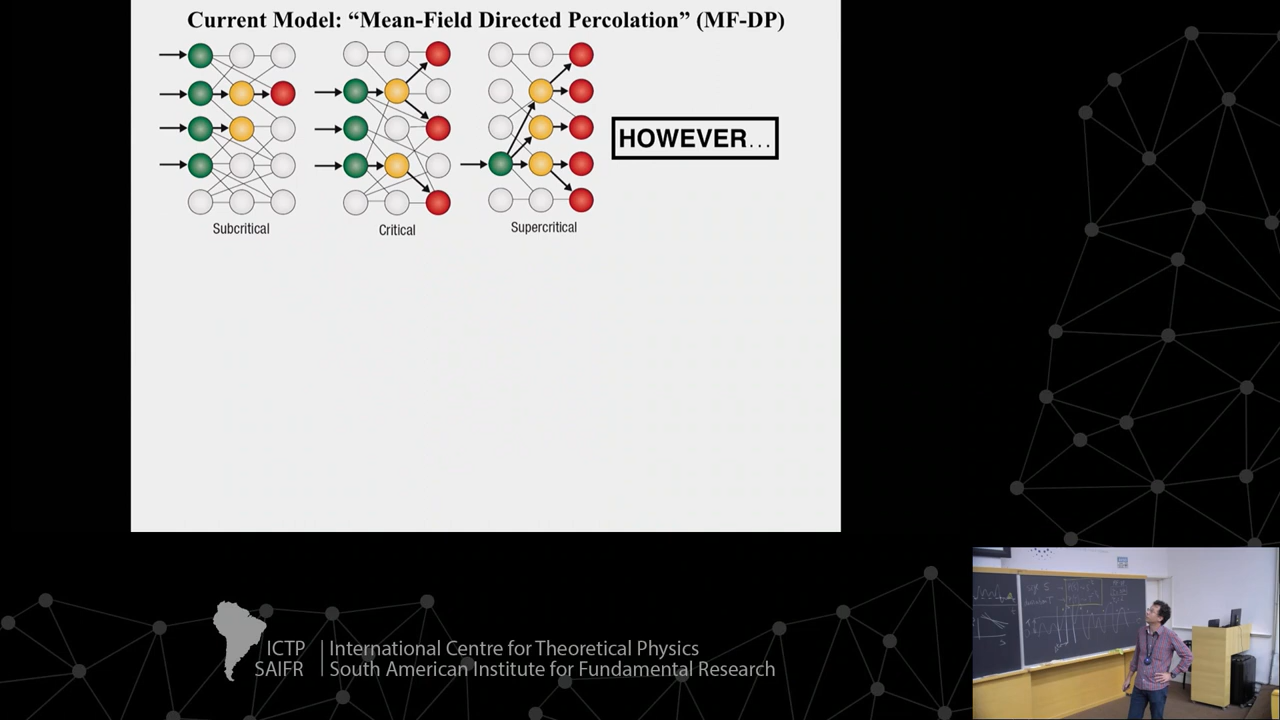 Current Model: “Mean-Field Directed Percolation” (MF-DP)
HOWEVER...
Subcritical
Critical
Supercritical
ICTP
SAIFR
International Centre for Theoretical Physics
South American Institute for Fundamental Research